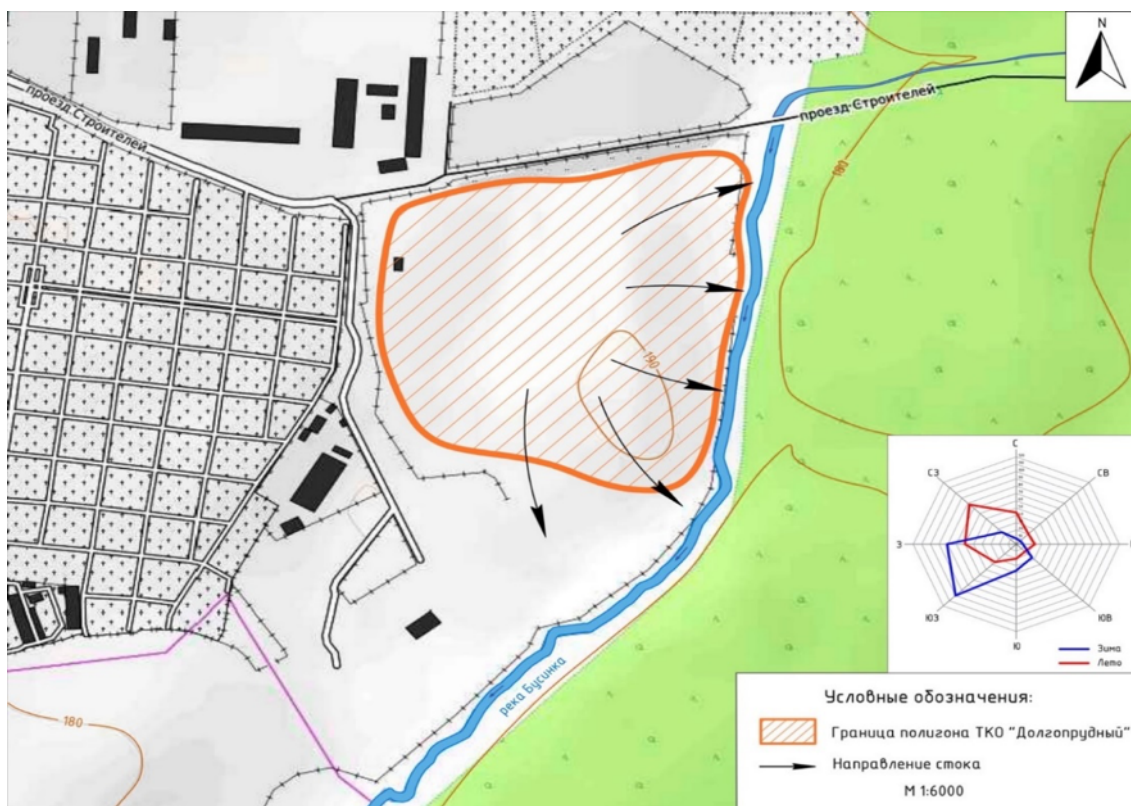 N
проезд Строителей
проезд Строителей
180
190
С
СЗ
СВ
З
ЮЗ
ЮВ
Ю
Зима
Лето
река Бусинка
180
Условные обозначения:
Граница полигона ТКО "Долгопрудный"
Направление стока
М 1:6000